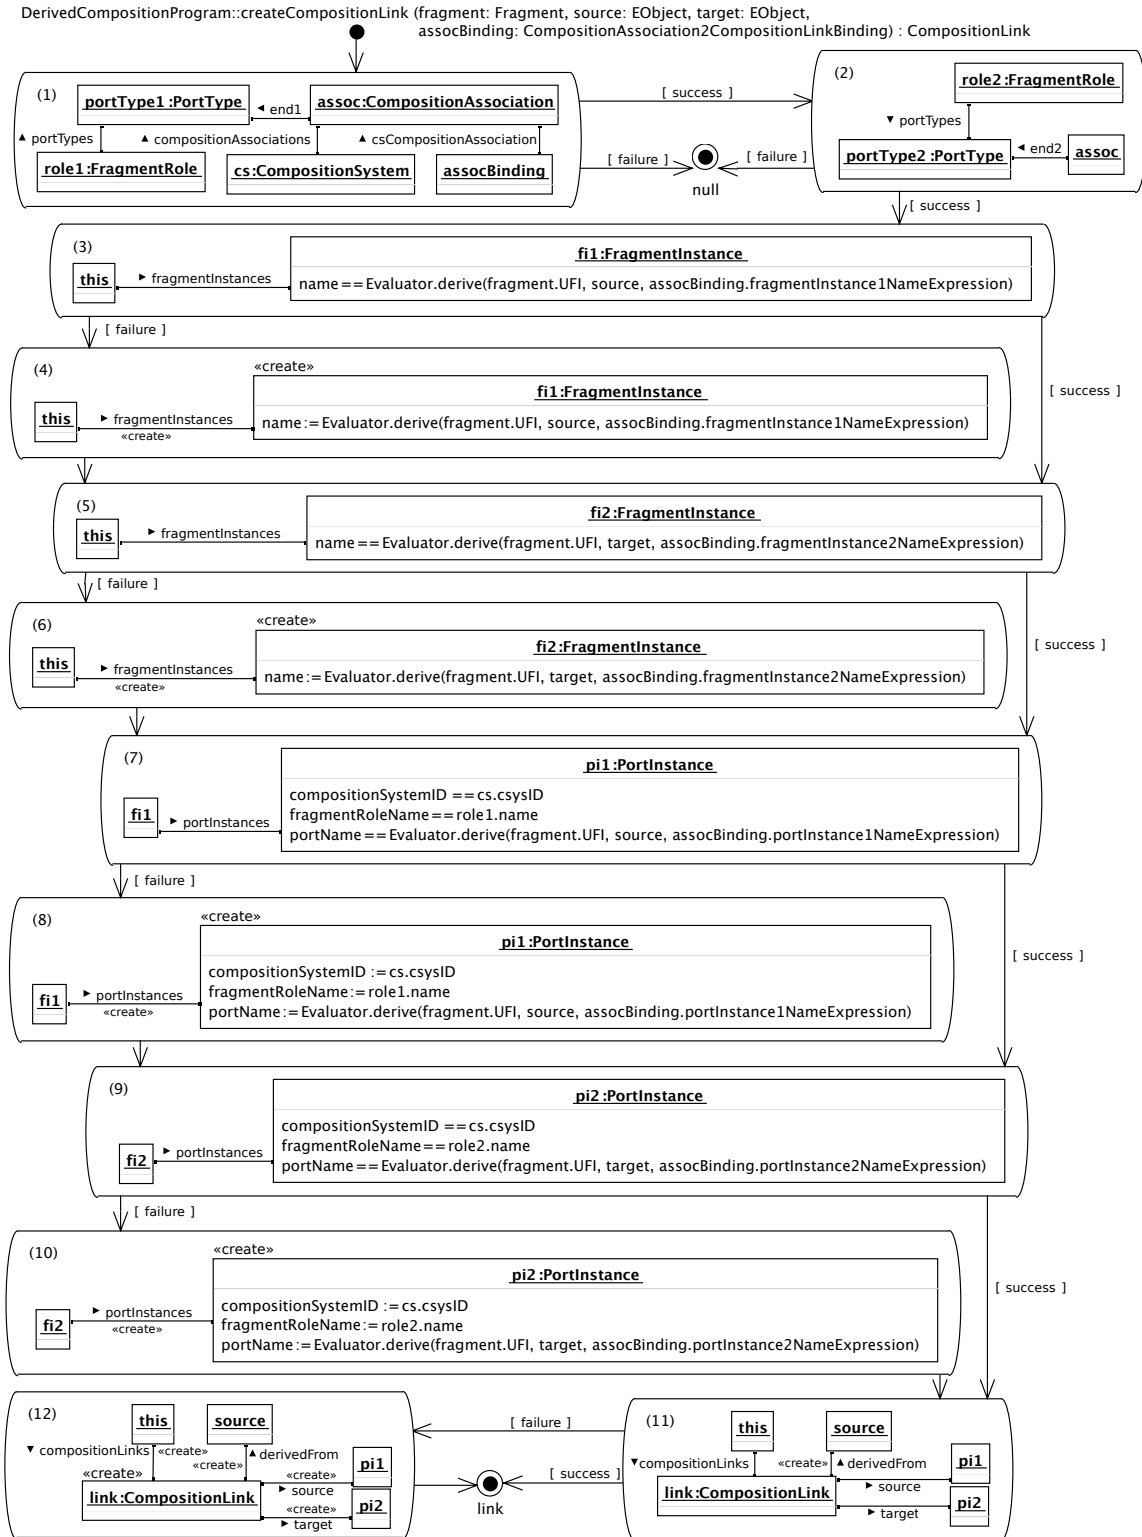 DerivedCompositionProgram::createCompositionLink (fragment: Fragment, source: EObject, target: EObject,
assocBinding: CompositionAssociation2CompositionLinkBinding) : CompositionLink
(1)
portType1 :PortType
◄ end1
assoc:CompositionAssociation
▲ portTypes
▲ compositionAssociations
▲ csCompositionAssociation
role1:FragmentRole
cs:CompositionSystem
assocBinding
[ success ]
[ failure ]
[ failure ]
null
(2)
role2:FragmentRole
▼ portTypes
portType2 :PortType
◄ end2
assoc
[ success ]
(3)
this
► fragmentInstances
fi1:FragmentInstance
name==Evaluator.derive(fragment.UFI, source, assocBinding.fragmentInstance1NameExpression)
[ failure ]
[ success ]
(4)
this
► fragmentInstances
«create»
«create»
fi1:FragmentInstance
name:=Evaluator.derive(fragment.UFI, source, assocBinding.fragmentInstance1NameExpression)
(5)
this
► fragmentInstances
fi2:FragmentInstance
name==Evaluator.derive(fragment.UFI, target, assocBinding.fragmentInstance2NameExpression)
[ failure ]
[ success ]
(6)
this
► fragmentInstances
«create»
«create»
fi2:FragmentInstance
name:=Evaluator.derive(fragment.UFI, target, assocBinding.fragmentInstance2NameExpression)
(7)
fi1
► portInstances
pi1:PortInstance
compositionSystemID ==cs.csysID
fragmentRoleName==role1.name
portName==Evaluator.derive(fragment.UFI, source, assocBinding.portInstance1NameExpression)
[ failure ]
[ success ]
(8)
fi1
► portInstances
«create»
«create»
pi1:PortInstance
compositionSystemID :=cs.csysID
fragmentRoleName:=role1.name
portName:=Evaluator.derive(fragment.UFI, source, assocBinding.portInstance1NameExpression)
(9)
fi2
► portInstances
pi2:PortInstance
compositionSystemID ==cs.csysID
fragmentRoleName==role2.name
portName==Evaluator.derive(fragment.UFI, target, assocBinding.portInstance2NameExpression)
[ failure ]
[ success ]
(10)
fi2
► portInstances
«create»
«create»
pi2:PortInstance
compositionSystemID :=cs.csysID
fragmentRoleName:=role2.name
portName:=Evaluator.derive(fragment.UFI, target, assocBinding.portInstance2NameExpression)
(12)
this
source
▼ compositionLinks
«create»
«create»
▲ derivedFrom
«create»
link:CompositionLink
«create»
► source
pi1
«create»
► target
pi2
[ failure ]
[ success ]
link
(11)
this
source
▼compositionLinks
«create»
▲ derivedFrom
link:CompositionLink
► source
pi1
► target
pi2